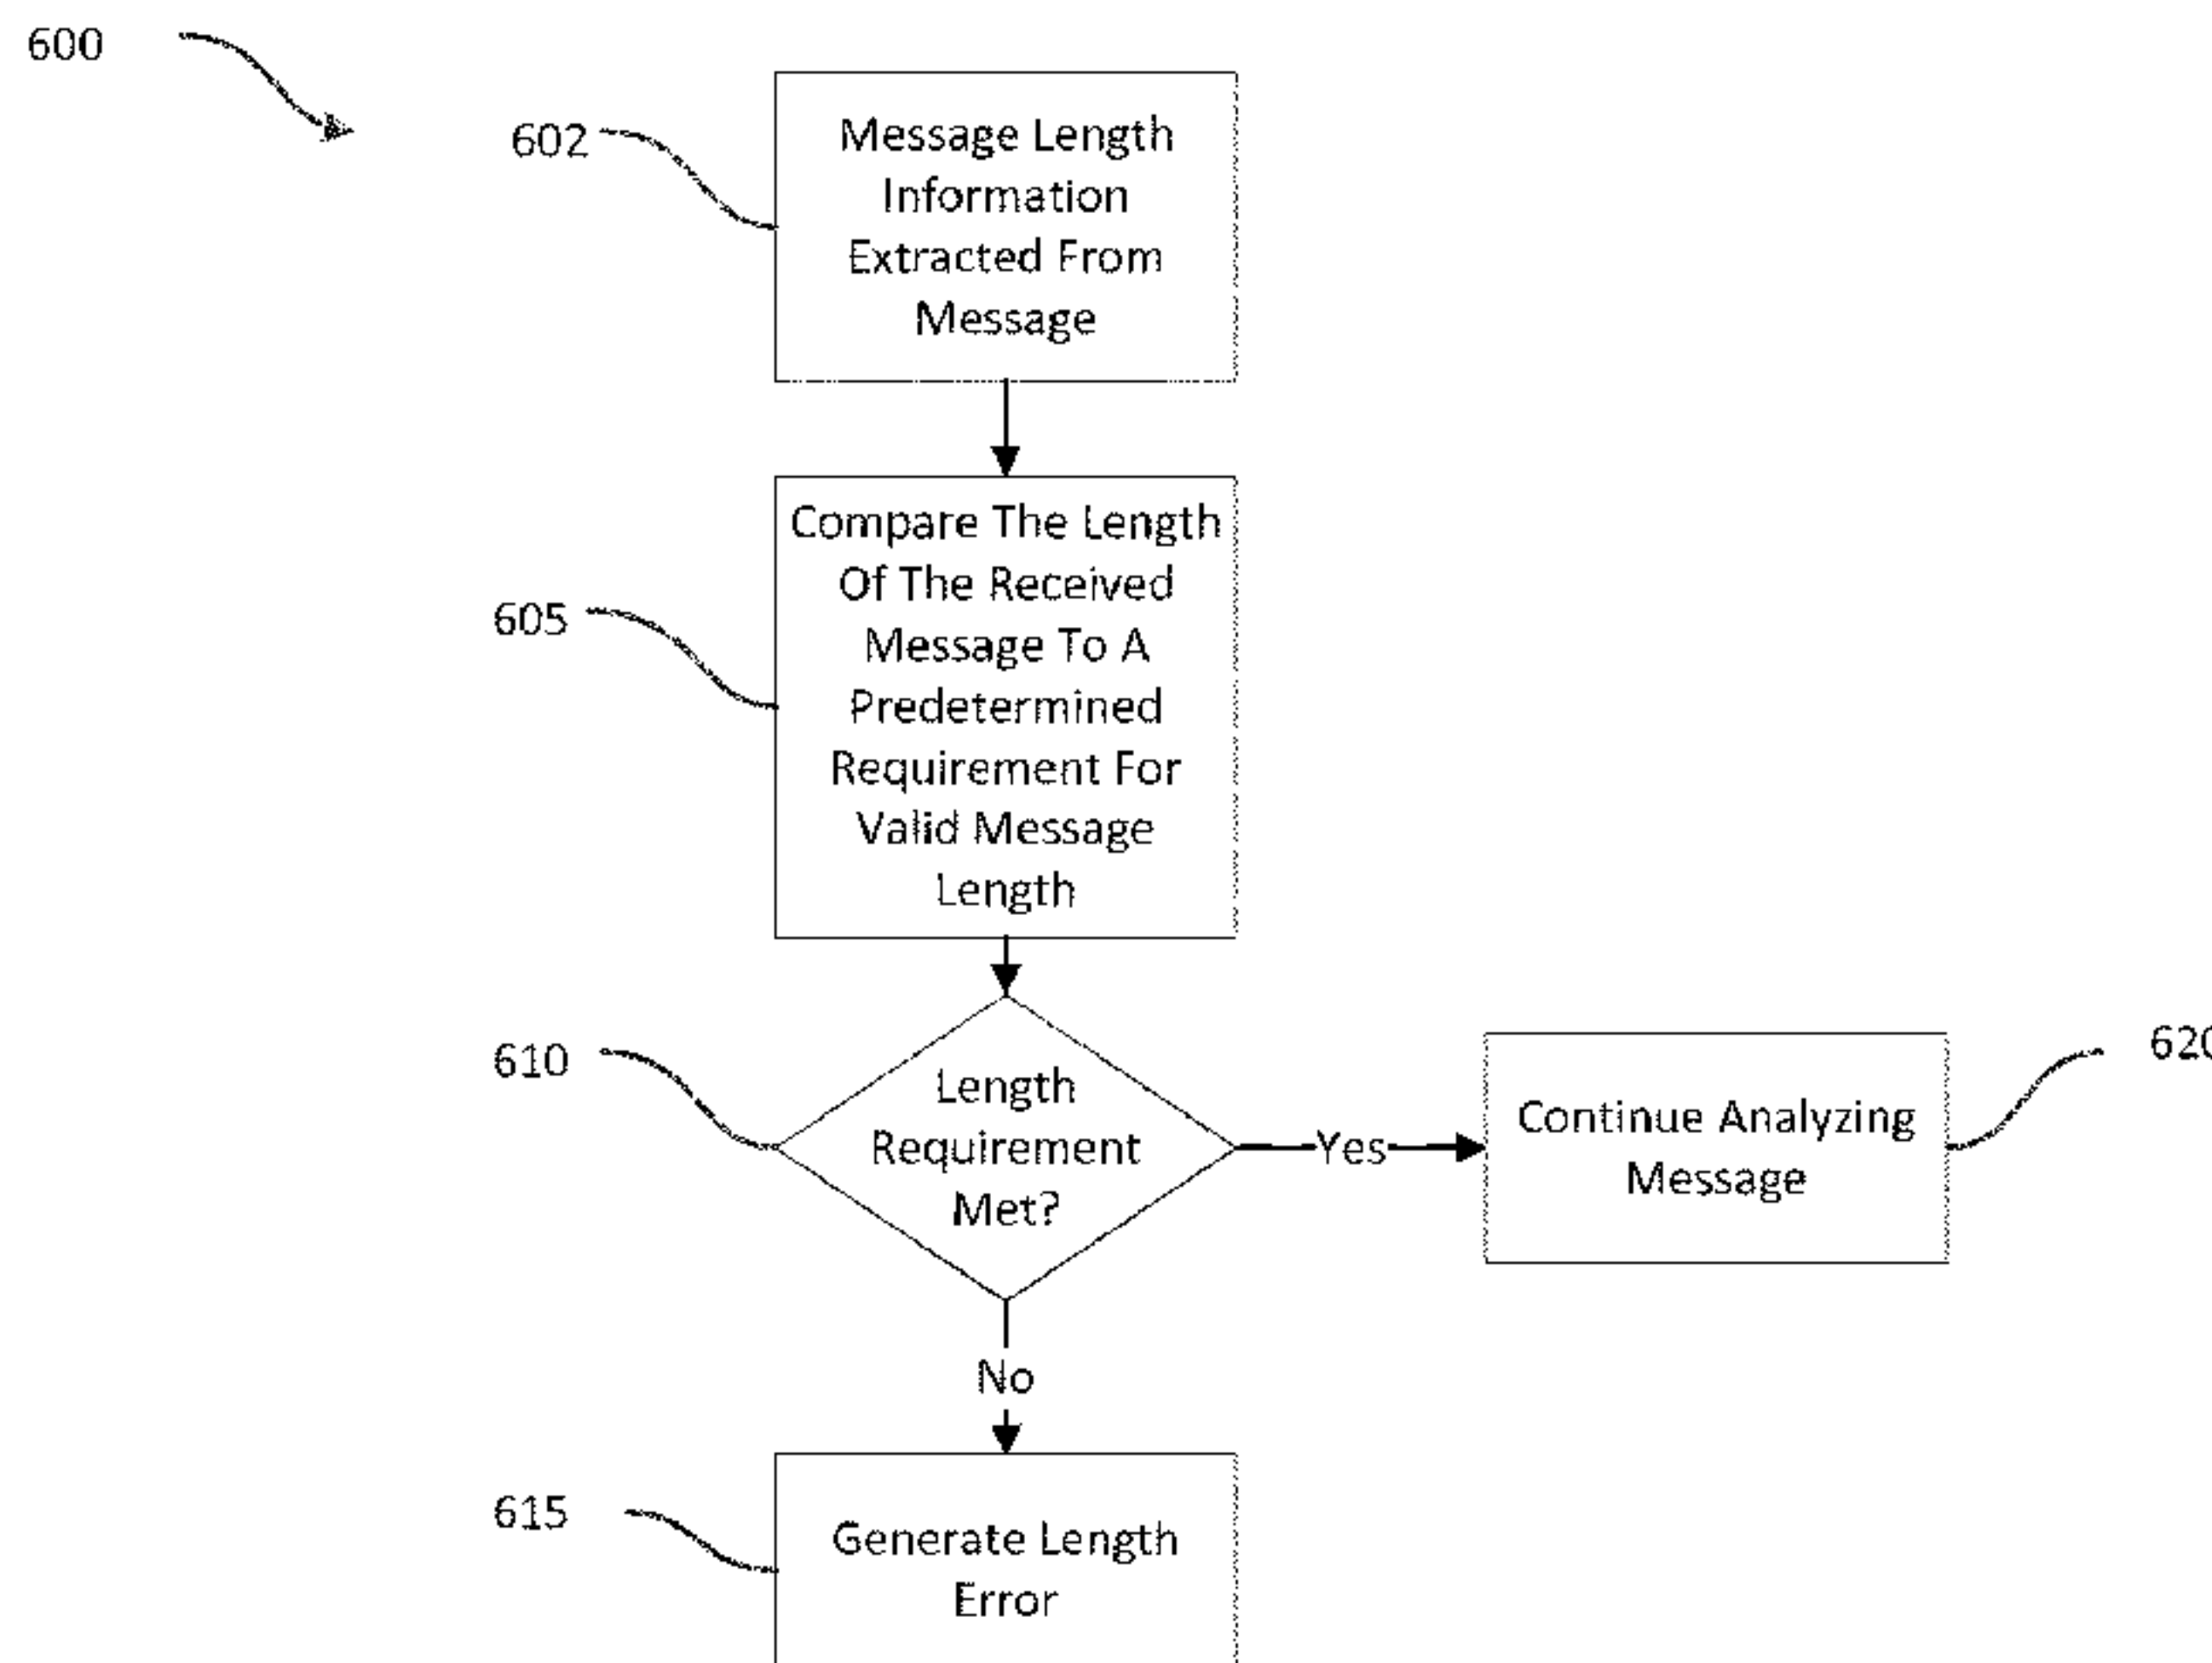 600
602
Message Length
Information
Extracted From
Message
605
Compare The Length
Of The Received
Message To A
Predetermined
Requirement For
Valid Message
Length
610
Length
Requirement
Met?
Yes
Continue Analyzing
Message
620
No
615
Generate Length
Error